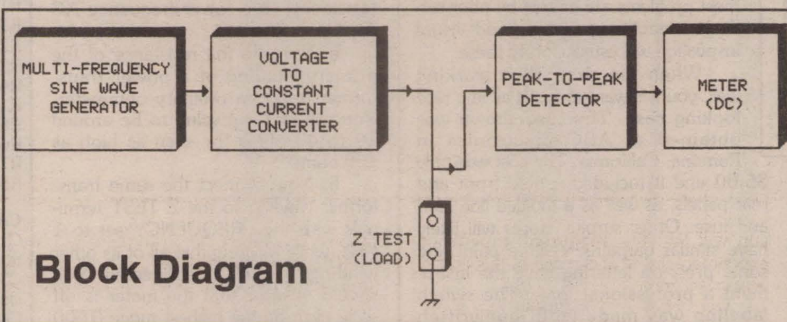 MULTI-FREQUENCY
SINE WAVE
GENERATOR
VOLTAGE
TO
CONSTANT
CURRENT
CONVERTER
PEAK-TO-PEAK
DETECTOR
METER
(DC)
Z TEST
(LOAD)
Block Diagram